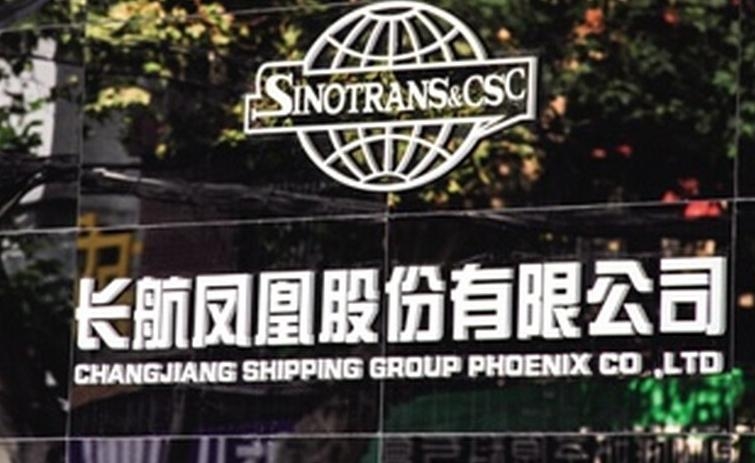 SINOTRANS&CSC
长航凤凰股份有限公司
CHANGJIANG SHIPPING GROUP PHOENIX CO .,LTD